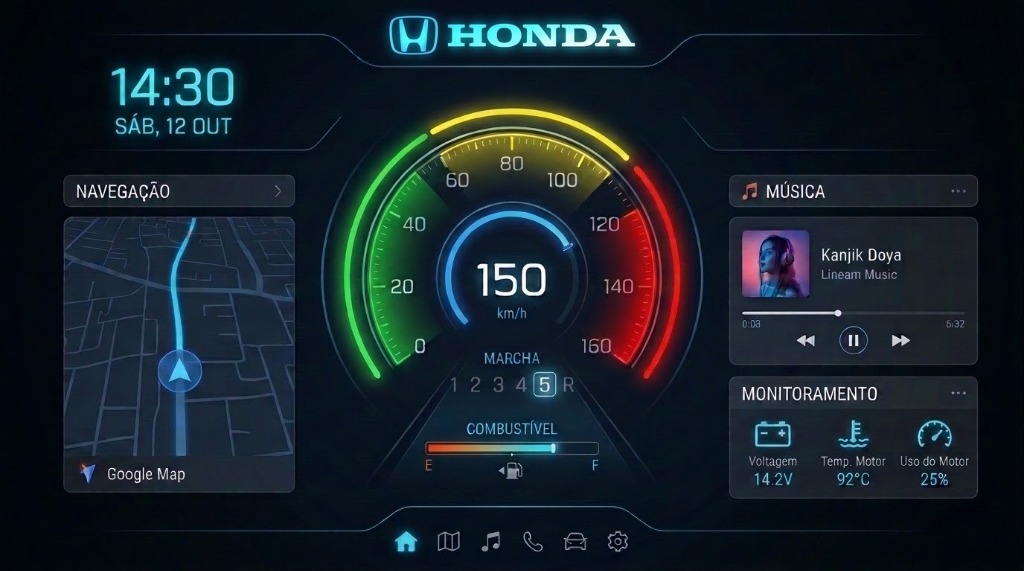 HONDA
14:30
SÁB, 12 OUT
NAVEGAÇÃO
Google Map
0
20
40
60
80
100
120
140
160
150
km/h
MARCHA
1 2 3 4 5 R
COMBUSTÍVEL
E F
MÚSICA
Kanjik Doya
Lineam Music
0:03 5:32
MONITORAMENTO
Voltagem Temp. Motor Uso do Motor
14.2V 92°C 25%